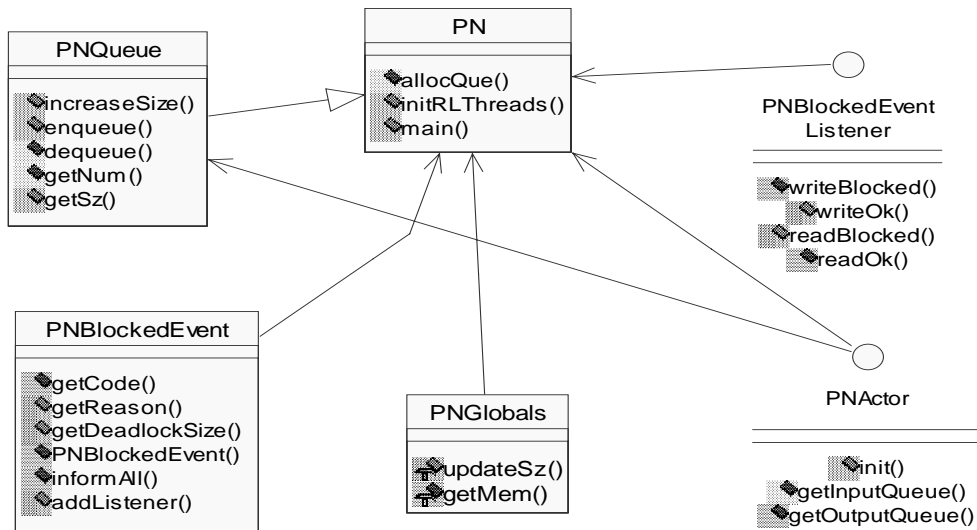 PNQueue
increaseSize()
enqueue()
dequeue()
getNum()
getSz()
PN
allocQue()
initRLThreads()
main()
PNBlockedEvent
Listener
writeBlocked()
writeOk()
readBlocked()
readOk()
PNBlockedEvent
getCode()
getReason()
getDeadlockSize()
PNBlockedEvent()
informAll()
addListener()
PNGlobals
updateSz()
getMem()
PNActor
init()
getInputQueue()
getOutputQueue()